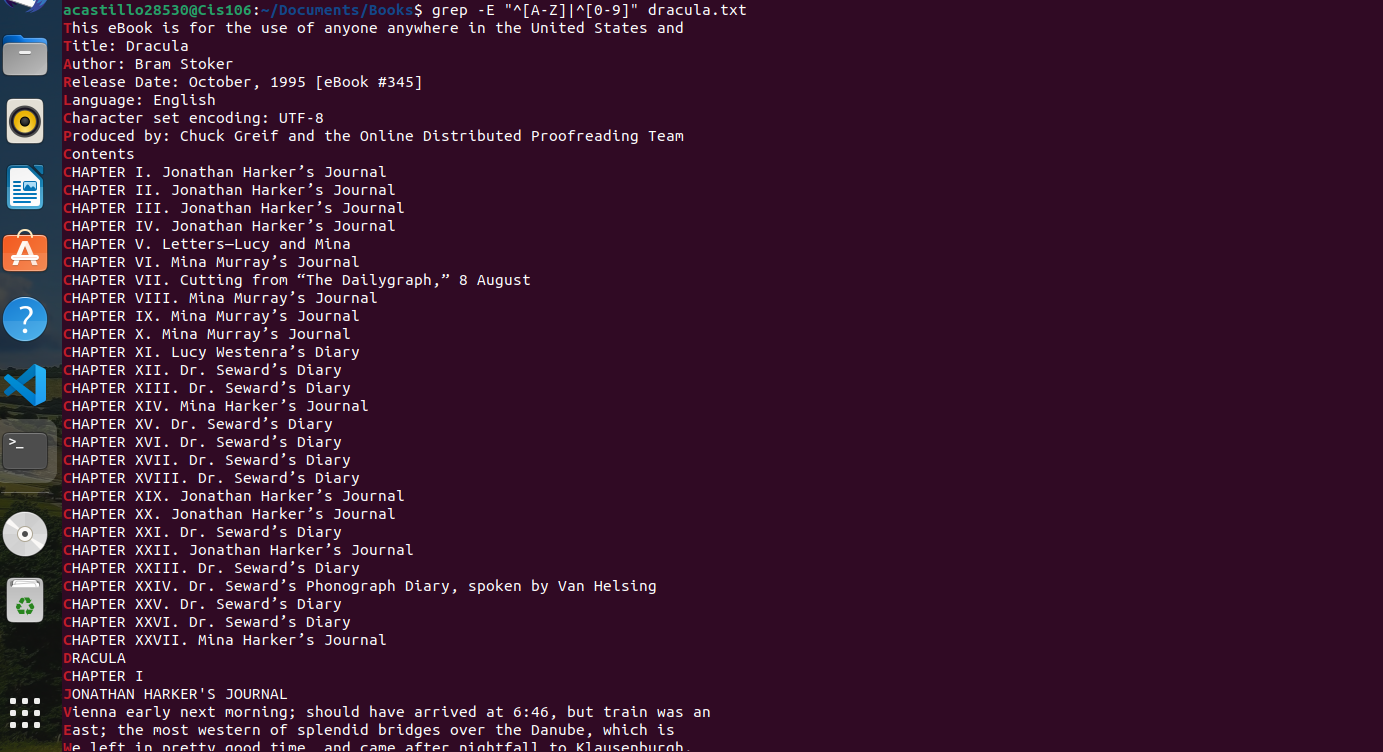 acastillo28530@Cis106:~/Documents/Books$ grep -E "^[A-Z]|^[0-9]" dracula.txt
This eBook is for the use of anyone anywhere in the United States and
Title: Dracula
Author: Bram Stoker
Release Date: October, 1995 [eBook #345]
Language: English
Character set encoding: UTF-8
Produced by: Chuck Greif and the Online Distributed Proofreading Team
Contents
CHAPTER I. Jonathan Harker’s Journal
CHAPTER II. Jonathan Harker’s Journal
CHAPTER III. Jonathan Harker’s Journal
CHAPTER IV. Jonathan Harker’s Journal
CHAPTER V. Letters—Lucy and Mina
CHAPTER VI. Mina Murray’s Journal
CHAPTER VII. Cutting from “The Dailygraph,” 8 August
CHAPTER VIII. Mina Murray’s Journal
CHAPTER IX. Mina Murray’s Journal
CHAPTER X. Mina Murray’s Journal
CHAPTER XI. Lucy Westenra’s Diary
CHAPTER XII. Dr. Seward’s Diary
CHAPTER XIII. Dr. Seward’s Diary
CHAPTER XIV. Mina Harker’s Journal
CHAPTER XV. Dr. Seward’s Diary
CHAPTER XVI. Dr. Seward’s Diary
CHAPTER XVII. Dr. Seward’s Diary
CHAPTER XVIII. Dr. Seward’s Diary
CHAPTER XIX. Jonathan Harker’s Journal
CHAPTER XX. Jonathan Harker’s Journal
CHAPTER XXI. Dr. Seward’s Diary
CHAPTER XXII. Jonathan Harker’s Journal
CHAPTER XXIII. Dr. Seward’s Diary
CHAPTER XXIV. Dr. Seward’s Phonograph Diary, spoken by Van Helsing
CHAPTER XXV. Dr. Seward’s Diary
CHAPTER XXVI. Dr. Seward’s Diary
CHAPTER XXVII. Mina Harker’s Journal
DRACULA
CHAPTER I
JONATHAN HARKER'S JOURNAL
Vienna early next morning; should have arrived at 6:46, but train was an
East; the most western of splendid bridges over the Danube, which is
We left in pretty good time, and came after nightfall to Klausenburgh.